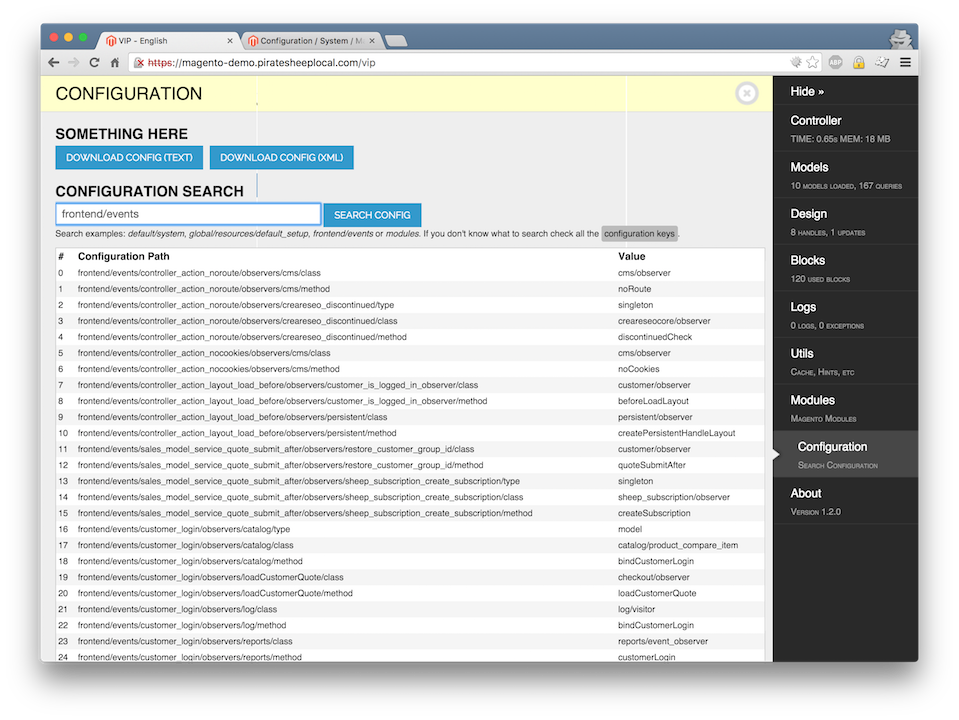 VIP - English
Configuration / System / M
https://magento-demo.piratesheeplocal.com/vip
ABP
CONFIGURATION
SOMETHING HERE
DOWNLOAD CONFIG (TEXT) DOWNLOAD CONFIG (XML)
CONFIGURATION SEARCH
frontend/events SEARCH CONFIG
Search examples: default/system, global/resources/default_setup, frontend/events or modules. If you don't know what to search check all the configuration keys.
# Configuration Path Value
0 frontend/events/controller_action_noroute/observers/cms/class cms/observer
1 frontend/events/controller_action_noroute/observers/cms/method noRoute
2 frontend/events/controller_action_noroute/observers/creareseo_discontinued/type singleton
3 frontend/events/controller_action_noroute/observers/creareseo_discontinued/class creareseocore/observer
4 frontend/events/controller_action_noroute/observers/creareseo_discontinued/method discontinuedCheck
5 frontend/events/controller_action_nocookies/observers/cms/class cms/observer
6 frontend/events/controller_action_nocookies/observers/cms/method noCookies
7 frontend/events/controller_action_layout_load_before/observers/customer_is_logged_in_observer/class customer/observer
8 frontend/events/controller_action_layout_load_before/observers/customer_is_logged_in_observer/method beforeLoadLayout
9 frontend/events/controller_action_layout_load_before/observers/persistent/class persistent/observer
10 frontend/events/controller_action_layout_load_before/observers/persistent/method createPersistentHandleLayout
11 frontend/events/sales_model_service_quote_submit_after/observers/restore_customer_group_id/class customer/observer
12 frontend/events/sales_model_service_quote_submit_after/observers/restore_customer_group_id/method quoteSubmitAfter
13 frontend/events/sales_model_service_quote_submit_after/observers/sheep_subscription_create_subscription/type singleton
14 frontend/events/sales_model_service_quote_submit_after/observers/sheep_subscription_create_subscription/class sheep_subscription/observer
15 frontend/events/sales_model_service_quote_submit_after/observers/sheep_subscription_create_subscription/method createSubscription
16 frontend/events/customer_login/observers/catalog/type model
17 frontend/events/customer_login/observers/catalog/class catalog/product_compare_item
18 frontend/events/customer_login/observers/catalog/method bindCustomerLogin
19 frontend/events/customer_login/observers/loadCustomerQuote/class checkout/observer
20 frontend/events/customer_login/observers/loadCustomerQuote/method loadCustomerQuote
21 frontend/events/customer_login/observers/log/class log/visitor
22 frontend/events/customer_login/observers/log/method bindCustomerLogin
23 frontend/events/customer_login/observers/reports/class reports/event_observer
24 frontend/events/customer_login/observers/reports/method customerLogin
Hide »
Controller
TIME: 0.65s MEM: 18 MB
Models
10 MODELS LOADED, 167 QUERIES
Design
8 HANDLES, 1 UPDATES
Blocks
120 USED BLOCKS
Logs
0 LOGS, 0 EXCEPTIONS
Utils
CACHE, HINTS, ETC
Modules
MAGENTO MODULES
Configuration
SEARCH CONFIGURATION
About
VERSION 1.2.0